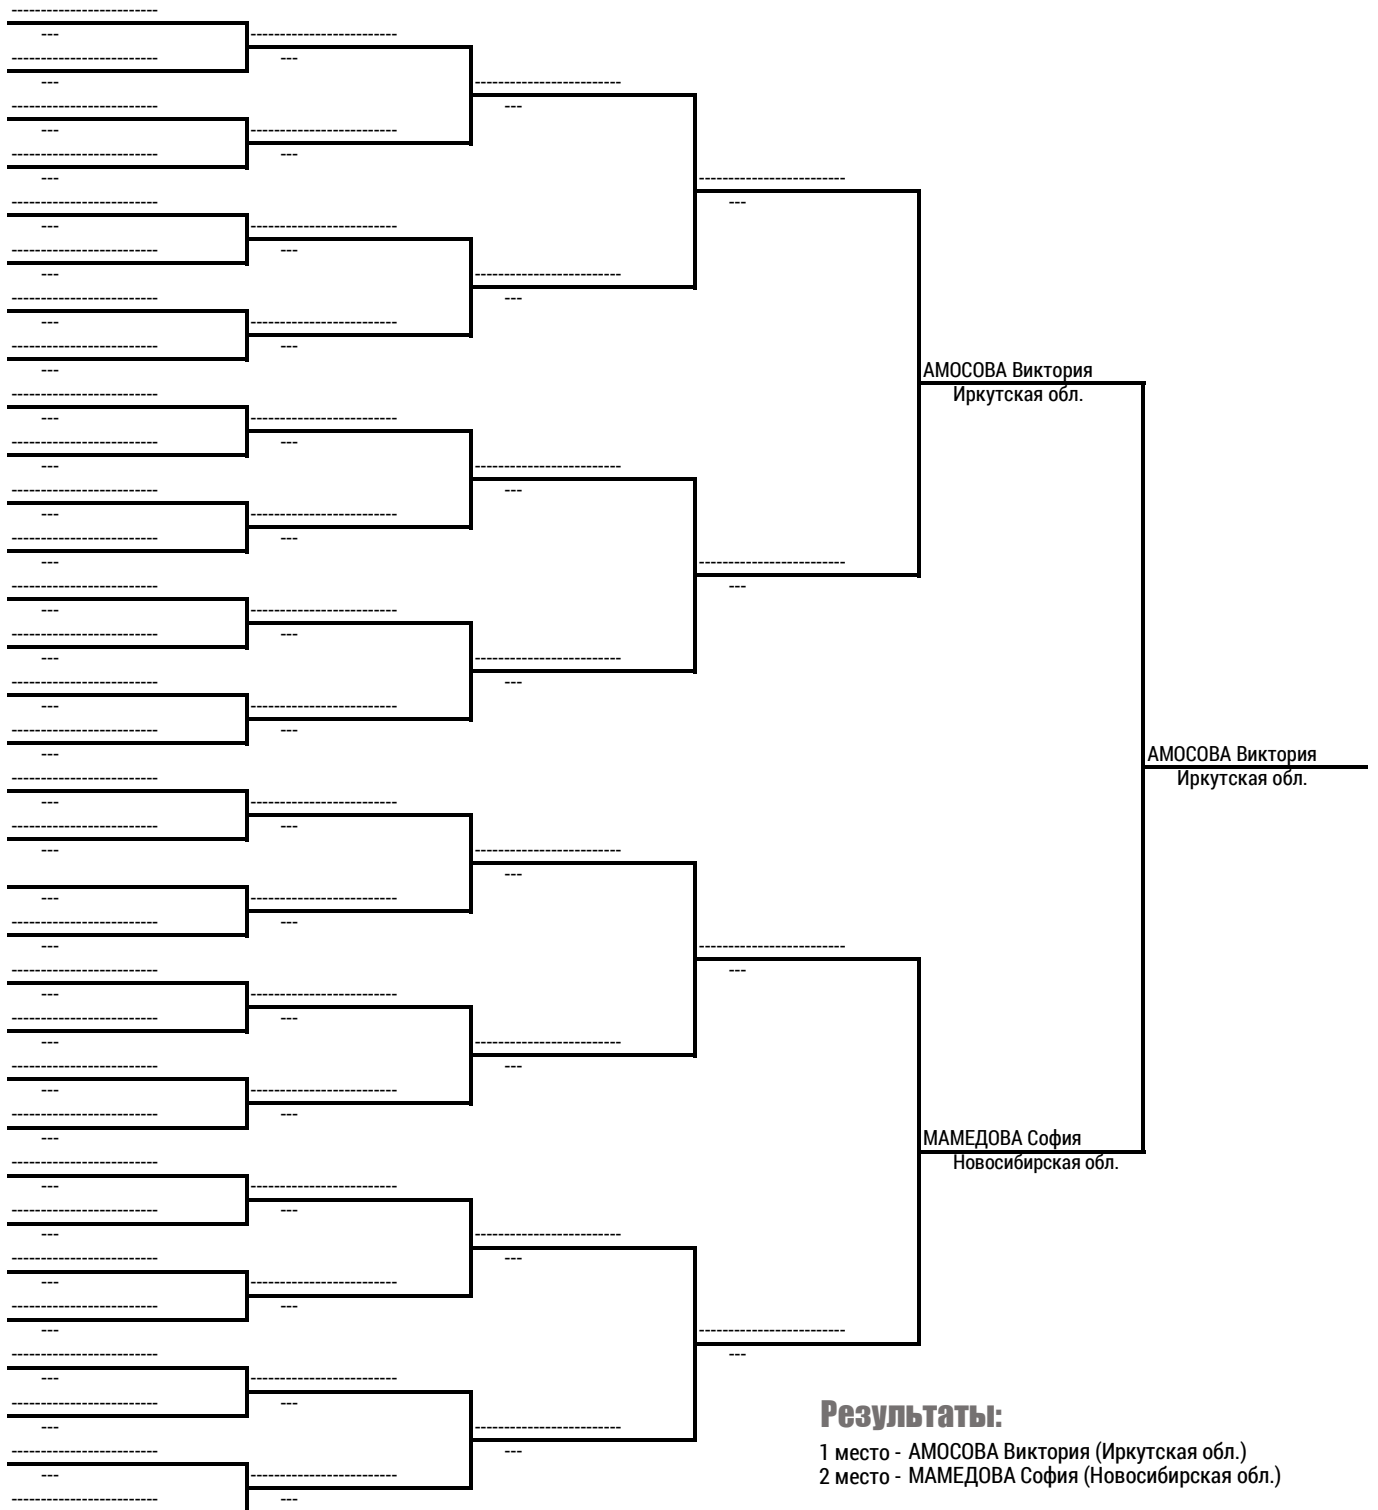 АМОСОВА Виктория
Иркутская обл.
АМОСОВА Виктория
Иркутская обл.
МАМЕДОВА София
Новосибирская обл.
Результаты:
1 место - АМОСОВА Виктория (Иркутская обл.)
2 место - МАМЕДОВА София (Новосибирская обл.)